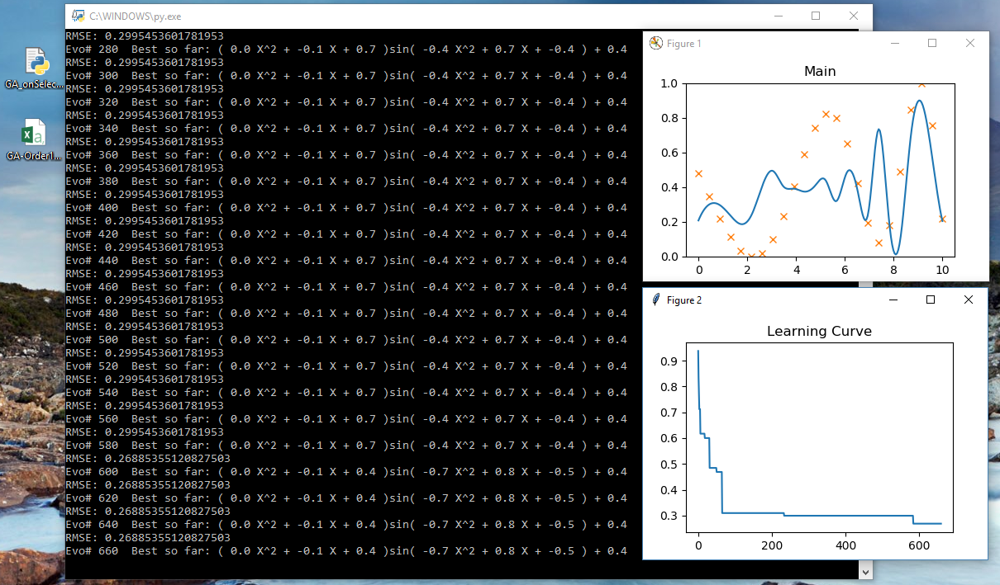 GA_onSelec...
GA-Order1...
C:\WINDOWS\py.exe
RMSE: 0.2995453601781953
Evo# 280  Best so far: ( 0.0 X^2 + -0.1 X + 0.7 )sin( -0.4 X^2 + 0.7 X + -0.4 ) + 0.4
RMSE: 0.2995453601781953
Evo# 300  Best so far: ( 0.0 X^2 + -0.1 X + 0.7 )sin( -0.4 X^2 + 0.7 X + -0.4 ) + 0.4
RMSE: 0.2995453601781953
Evo# 320  Best so far: ( 0.0 X^2 + -0.1 X + 0.7 )sin( -0.4 X^2 + 0.7 X + -0.4 ) + 0.4
RMSE: 0.2995453601781953
Evo# 340  Best so far: ( 0.0 X^2 + -0.1 X + 0.7 )sin( -0.4 X^2 + 0.7 X + -0.4 ) + 0.4
RMSE: 0.2995453601781953
Evo# 360  Best so far: ( 0.0 X^2 + -0.1 X + 0.7 )sin( -0.4 X^2 + 0.7 X + -0.4 ) + 0.4
RMSE: 0.2995453601781953
Evo# 380  Best so far: ( 0.0 X^2 + -0.1 X + 0.7 )sin( -0.4 X^2 + 0.7 X + -0.4 ) + 0.4
RMSE: 0.2995453601781953
Evo# 400  Best so far: ( 0.0 X^2 + -0.1 X + 0.7 )sin( -0.4 X^2 + 0.7 X + -0.4 ) + 0.4
RMSE: 0.2995453601781953
Evo# 420  Best so far: ( 0.0 X^2 + -0.1 X + 0.7 )sin( -0.4 X^2 + 0.7 X + -0.4 ) + 0.4
RMSE: 0.2995453601781953
Evo# 440  Best so far: ( 0.0 X^2 + -0.1 X + 0.7 )sin( -0.4 X^2 + 0.7 X + -0.4 ) + 0.4
RMSE: 0.2995453601781953
Evo# 460  Best so far: ( 0.0 X^2 + -0.1 X + 0.7 )sin( -0.4 X^2 + 0.7 X + -0.4 ) + 0.4
RMSE: 0.2995453601781953
Evo# 480  Best so far: ( 0.0 X^2 + -0.1 X + 0.7 )sin( -0.4 X^2 + 0.7 X + -0.4 ) + 0.4
RMSE: 0.2995453601781953
Evo# 500  Best so far: ( 0.0 X^2 + -0.1 X + 0.7 )sin( -0.4 X^2 + 0.7 X + -0.4 ) + 0.4
RMSE: 0.2995453601781953
Evo# 520  Best so far: ( 0.0 X^2 + -0.1 X + 0.7 )sin( -0.4 X^2 + 0.7 X + -0.4 ) + 0.4
RMSE: 0.2995453601781953
Evo# 540  Best so far: ( 0.0 X^2 + -0.1 X + 0.7 )sin( -0.4 X^2 + 0.7 X + -0.4 ) + 0.4
RMSE: 0.2995453601781953
Evo# 560  Best so far: ( 0.0 X^2 + -0.1 X + 0.7 )sin( -0.4 X^2 + 0.7 X + -0.4 ) + 0.4
RMSE: 0.2995453601781953
Evo# 580  Best so far: ( 0.0 X^2 + -0.1 X + 0.7 )sin( -0.4 X^2 + 0.7 X + -0.4 ) + 0.4
RMSE: 0.26885355120827503
Evo# 600  Best so far: ( 0.0 X^2 + -0.1 X + 0.4 )sin( -0.7 X^2 + 0.8 X + -0.5 ) + 0.4
RMSE: 0.26885355120827503
Evo# 620  Best so far: ( 0.0 X^2 + -0.1 X + 0.4 )sin( -0.7 X^2 + 0.8 X + -0.5 ) + 0.4
RMSE: 0.26885355120827503
Evo# 640  Best so far: ( 0.0 X^2 + -0.1 X + 0.4 )sin( -0.7 X^2 + 0.8 X + -0.5 ) + 0.4
RMSE: 0.26885355120827503
Evo# 660  Best so far: ( 0.0 X^2 + -0.1 X + 0.4 )sin( -0.7 X^2 + 0.8 X + -0.5 ) + 0.4
Figure 1
Main
1.0
0.8
0.6
0.4
0.2
0.0
0 2 4 6 8 10
Figure 2
Learning Curve
0.9
0.8
0.7
0.6
0.5
0.4
0.3
0 200 400 600